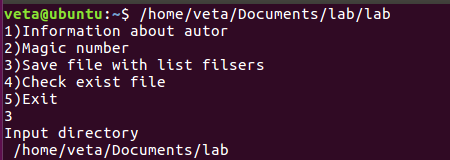 veta@ubuntu:~$ /home/veta/Documents/lab/lab
1)Information about autor
2)Magic number
3)Save file with list filsers
4)Check exist file
5)Exit
3
Input directory
/home/veta/Documents/lab